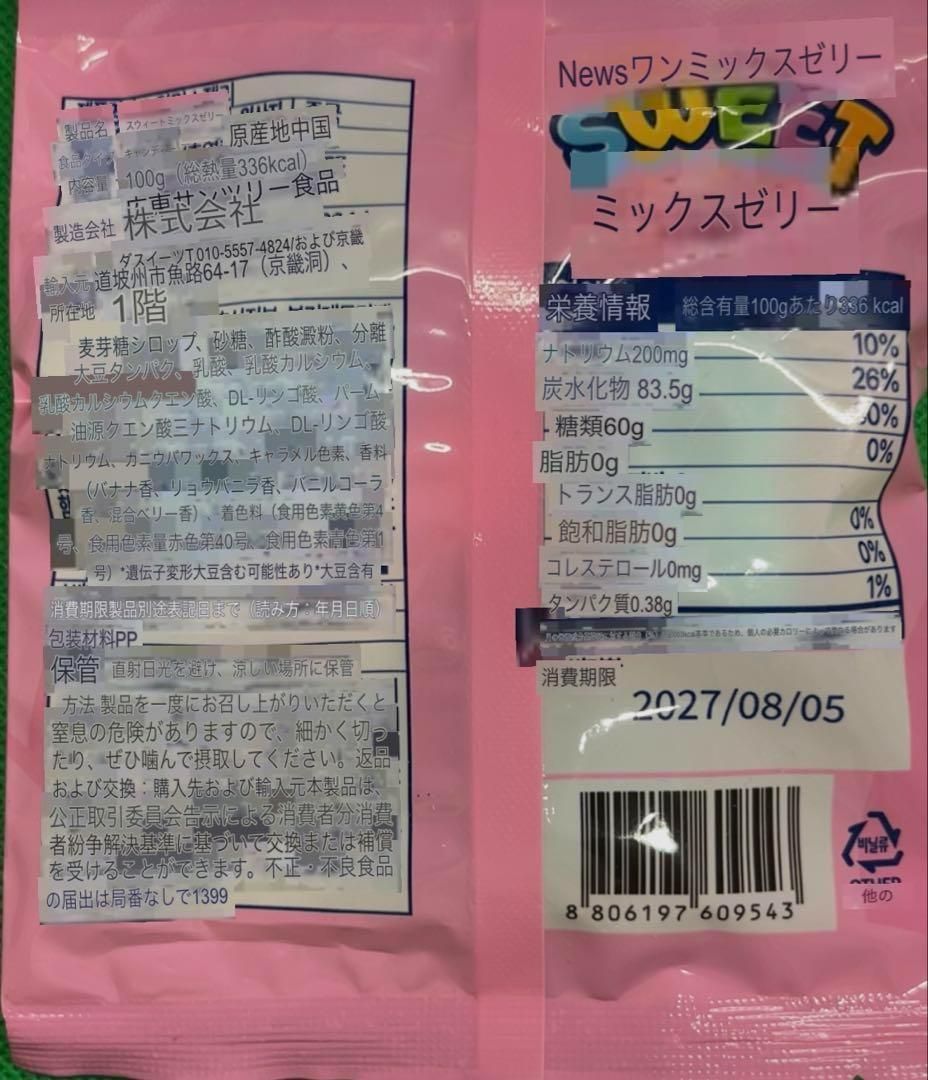 製品名 スウィートミックスゼリー
原産地中国
食品タイプ キャンディー
内容量 100g（総熱量336kcal）
製造会社 株式会社
ツリー食品
ダスイーツT010-5557-4824/および京畿
輸入元 道坡州市魚路64-17（京畿洞）、
所在地 1階
麦芽糖シロップ、砂糖、酢酸澱粉、分離
大豆タンパク、乳酸、乳酸カルシウム、
乳酸カルシウムクエン酸、DL-リンゴ酸、パーム
油源クエン酸三ナトリウム、DL-リンゴ酸
ナトリウム、カニウバワックス、キャラメル色素、香料
（バナナ香、リョウバニラ香、バニルコーラ
香、混合ベリー香）、着色料（食用色素黄色第4
号、食用色素量赤色第40号、食用色素青色第1
号）*遺伝子変形大豆含む可能性あり*大豆含有
消費期限製品別途表記日まで（読み方：年月日順）
包装材料PP
保管 直射日光を避け、涼しい場所に保管
方法 製品を一度にお召し上がりいただくと
窒息の危険がありますので、細かく切っ
たり、ぜひ噛んで摂取してください。返品
および交換：購入先および輸入元本製品は、
公正取引委員会告示による消費者分消費
者紛争解決基準に基づいて交換または補償
を受けることができます。不正・不良食品
の届出は局番なしで1399
Newsワンミックスゼリー
SWEET
ミックスゼリー
栄養情報 総含有量100gあたり336 kcal
ナトリウム200mg 10%
炭水化物 83.5g 26%
糖類60g
脂肪0g 0%
トランス脂肪0g
飽和脂肪0g 0%
コレステロール0mg 0%
タンパク質0.38g 1%
消費期限
2027/08/05
8 806197 609543
비닐류
OTHER
他の